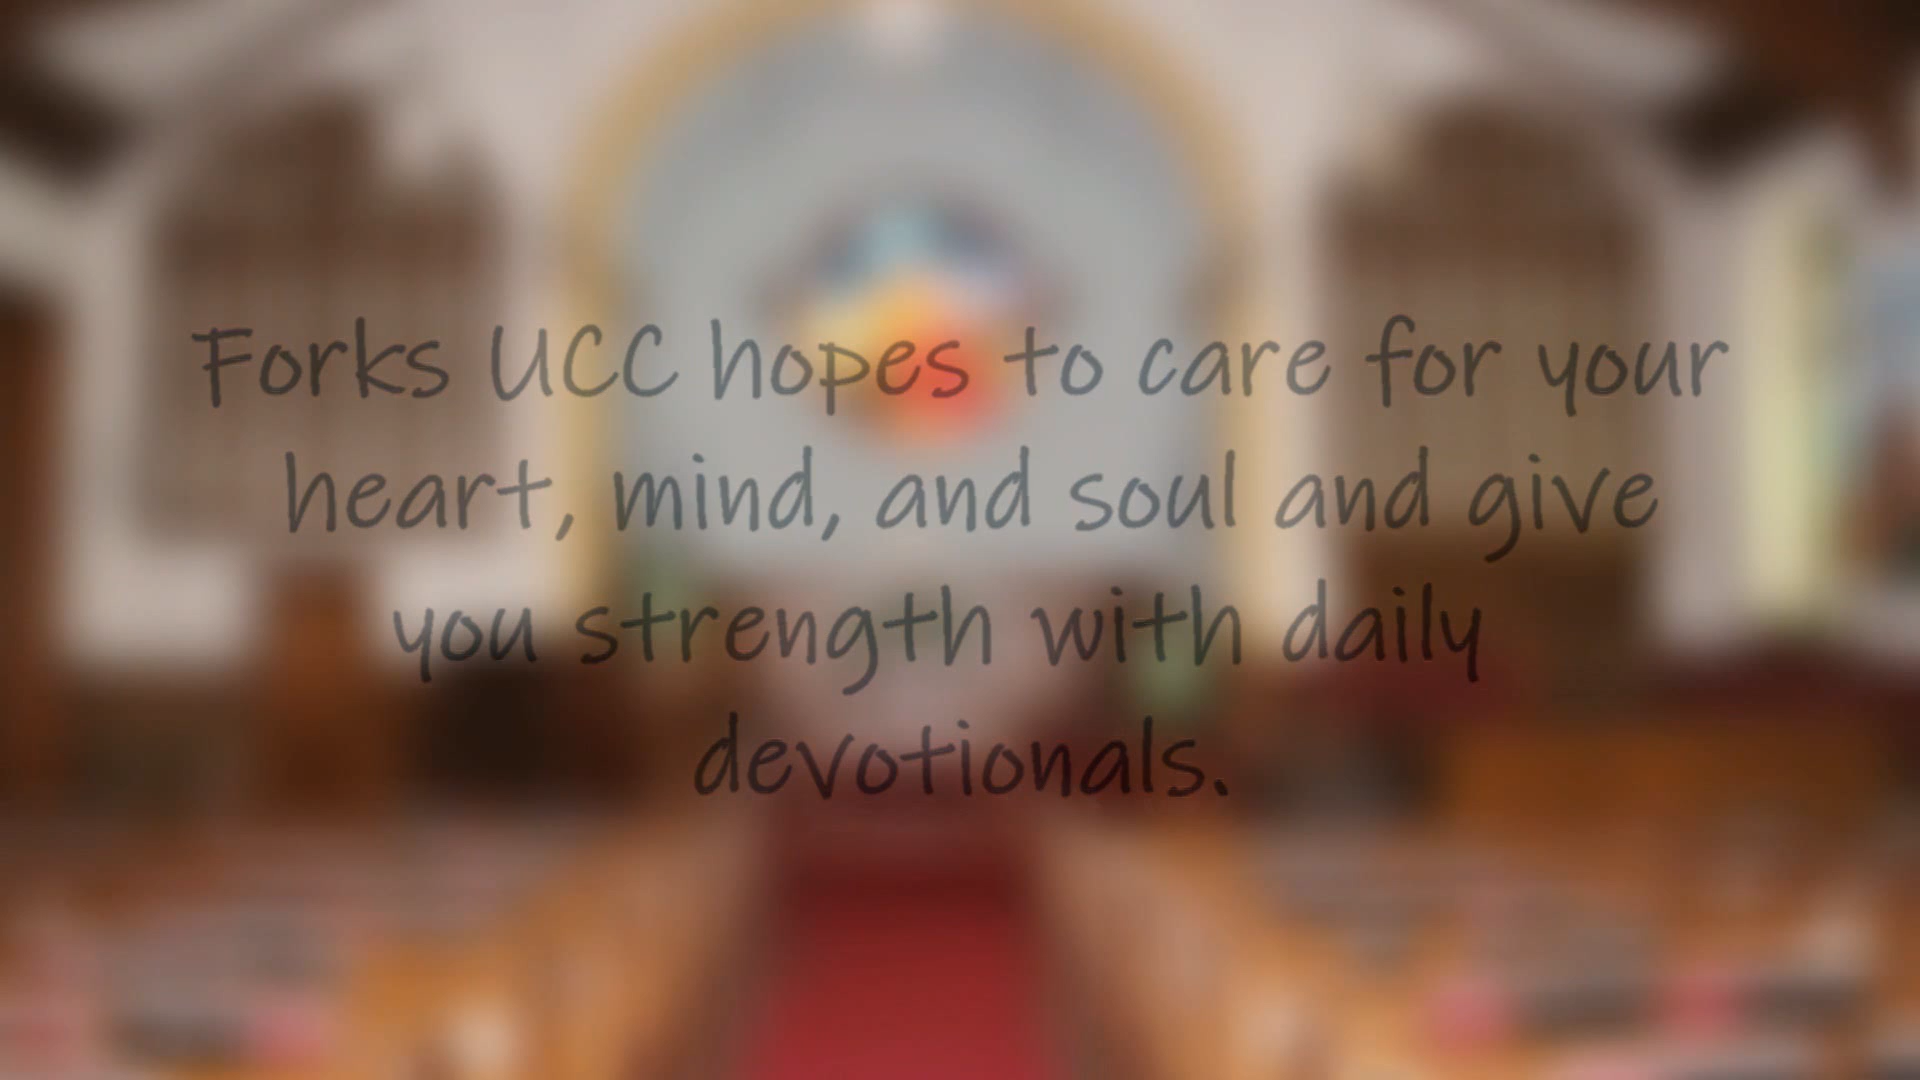 Forks UCC hopes to care for your
heart, mind, and soul and give
you strength with daily
devotionals.